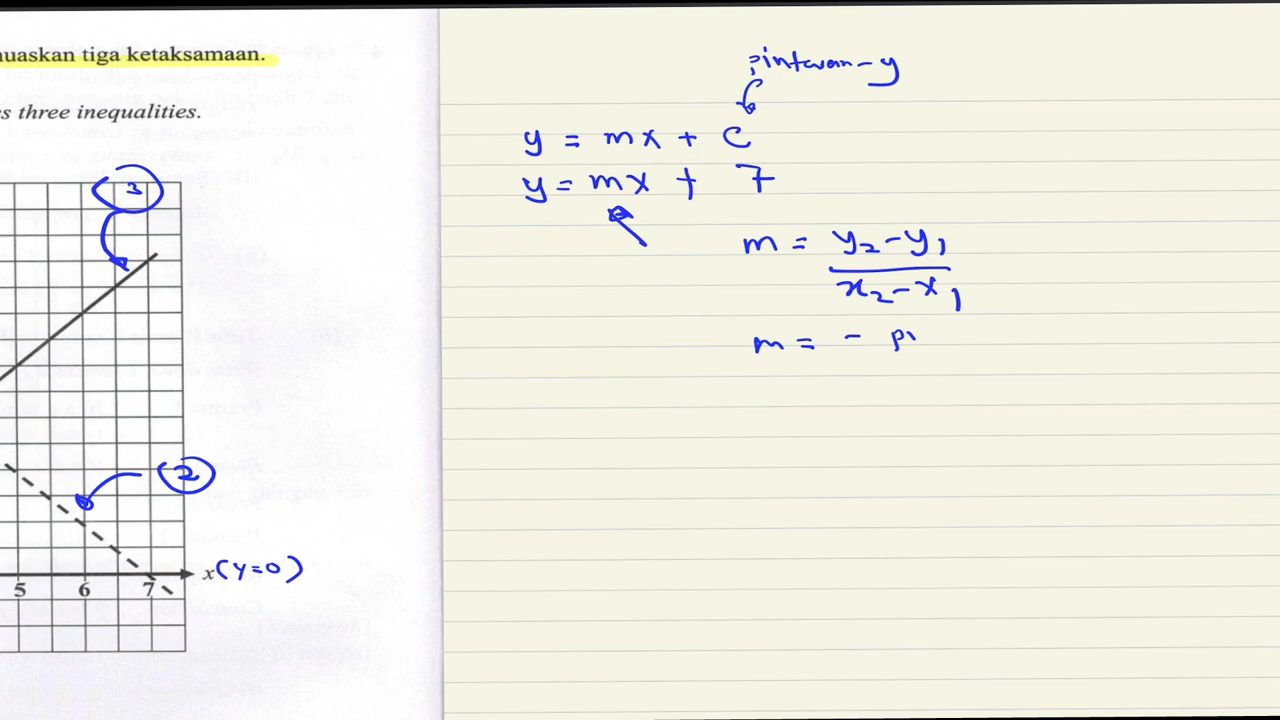 uaskan tiga ketaksamaan.
s three inequalities.
3
2
x (y=0)
5 6 7
pintasan-y
y = mx + c
y = mx + 7
m = y₂-y₁
x₂-x₁
m = - pi